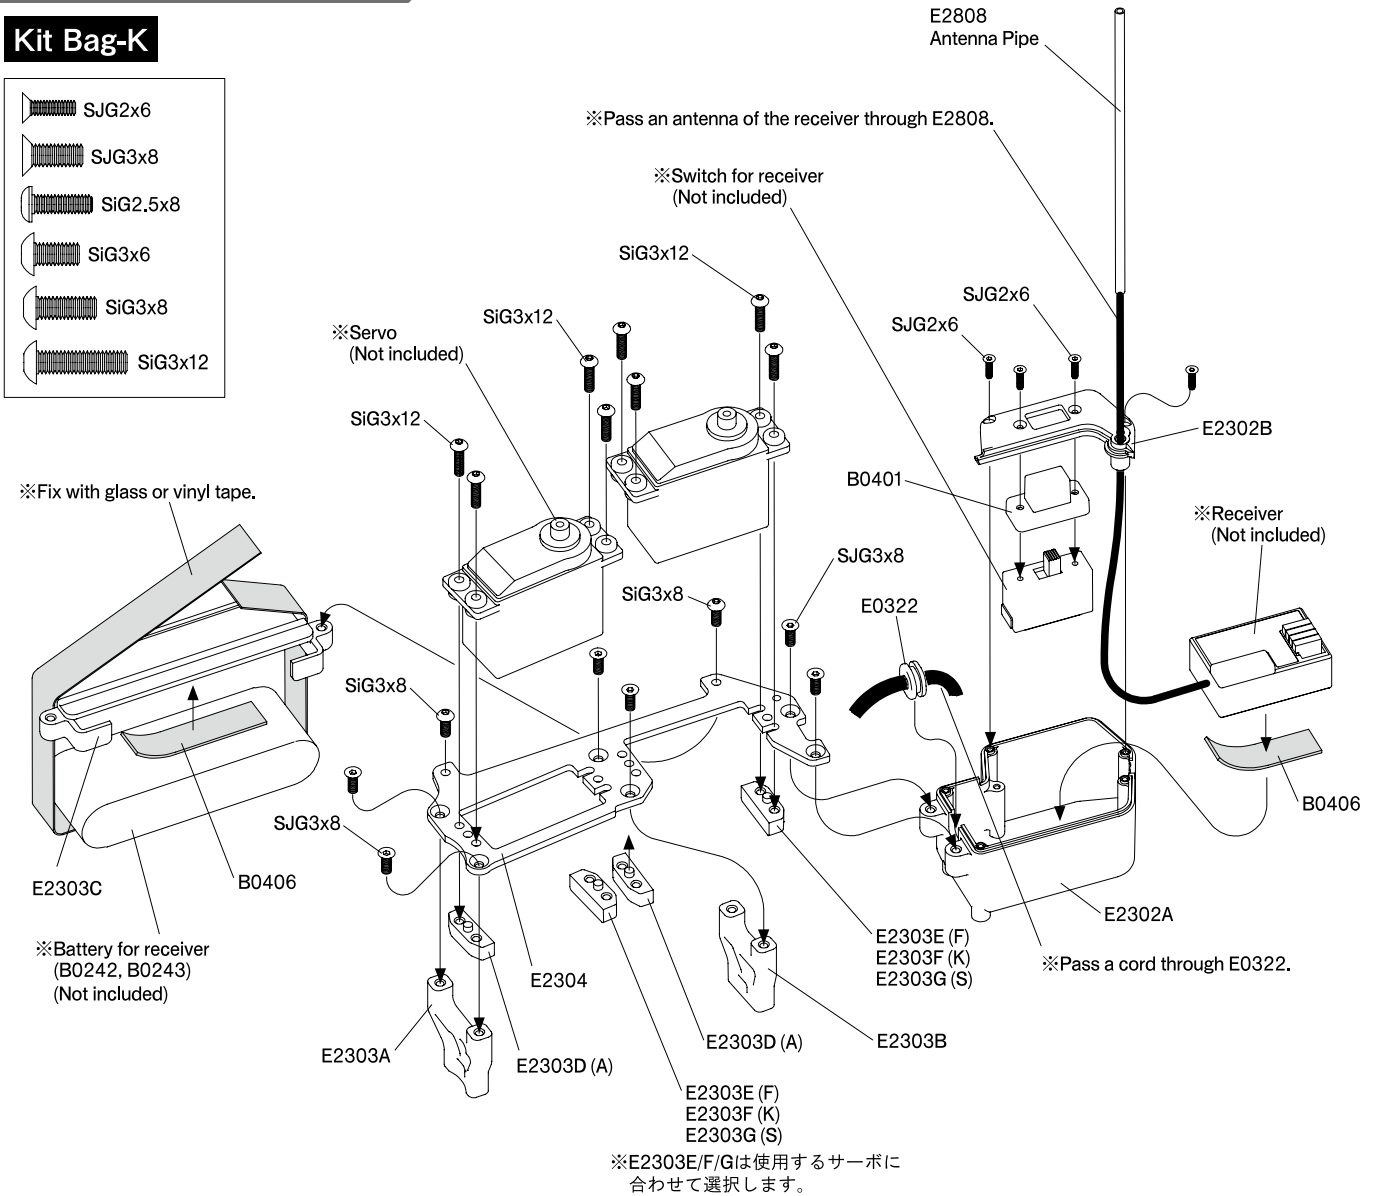 Kit Bag-K
SJG2x6
SJG3x8
SiG2.5x8
SiG3x6
SiG3x8
SiG3x12
E2808
Antenna Pipe
※Pass an antenna of the receiver through E2808.
※Switch for receiver
(Not included)
SiG3x12
SJG2x6
SJG2x6
SiG3x12
※Servo
(Not included)
SiG3x12
E2302B
B0401
※Fix with glass or vinyl tape.
※Receiver
(Not included)
SJG3x8
SiG3x8
E0322
SiG3x8
SJG3x8
B0406
E2303C
B0406
E2302A
※Battery for receiver
(B0242, B0243)
(Not included)
E2304
E2303E (F)
E2303F (K)
E2303G (S)
※Pass a cord through E0322.
E2303A
E2303D (A)
E2303D (A)
E2303B
E2303E (F)
E2303F (K)
E2303G (S)
※E2303E/F/Gは使用するサーボに
合わせて選択します。